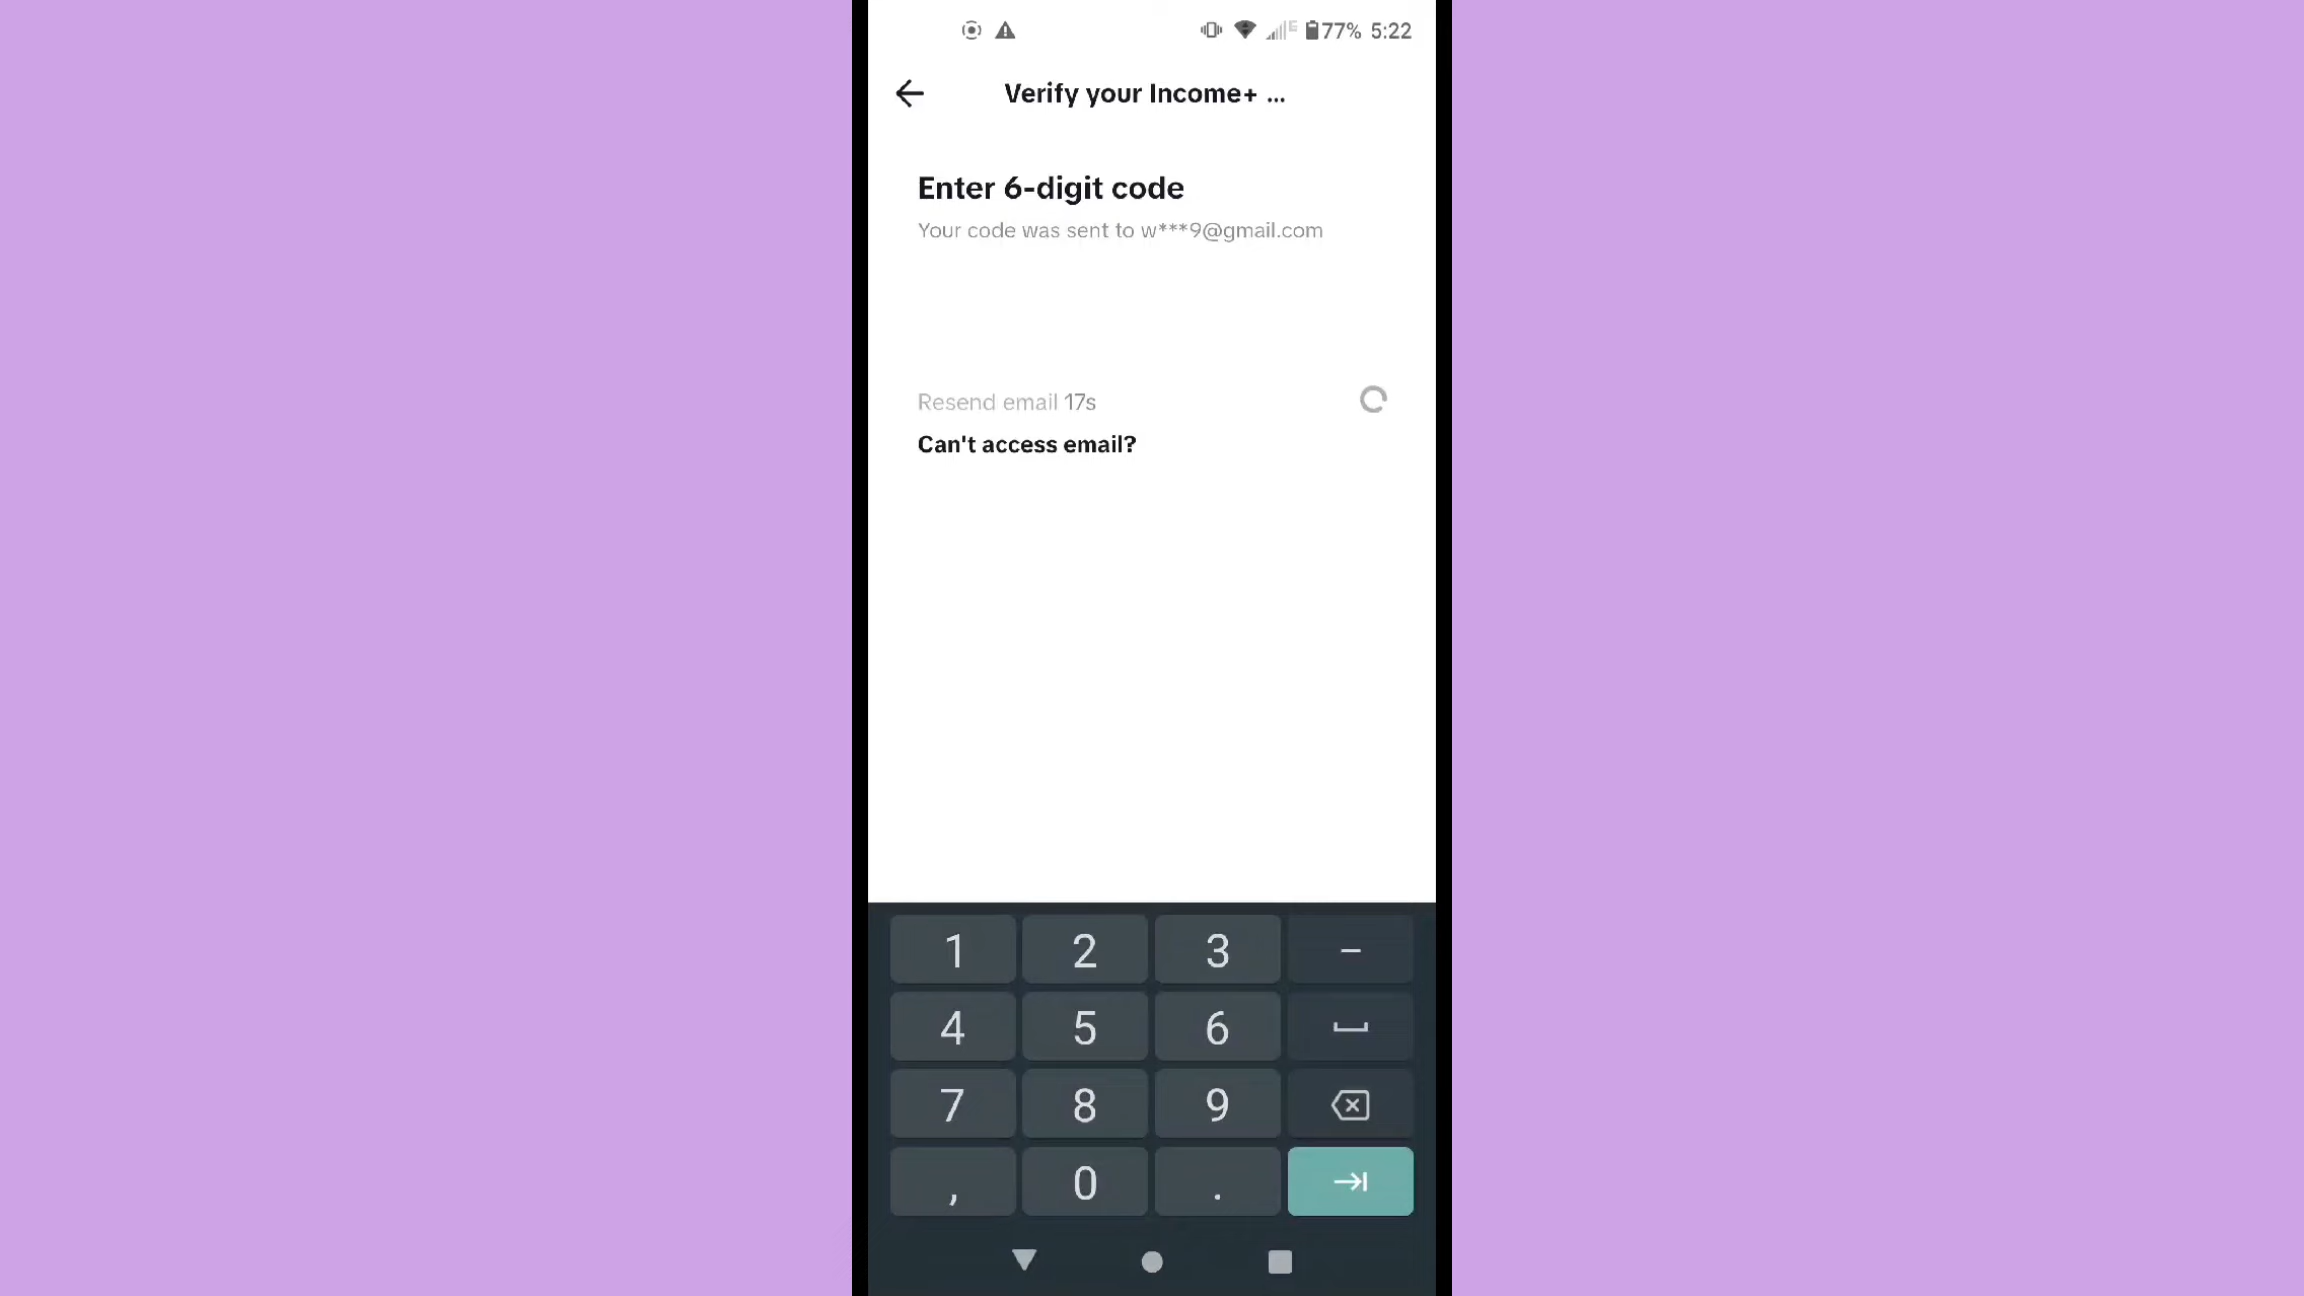 77% 5:22
Verify your Income+ ...
Enter 6-digit code
Your code was sent to w***9@gmail.com
Resend email 17s
Can't access email?
1 2 3 –
4 5 6
7 8 9
, 0 .